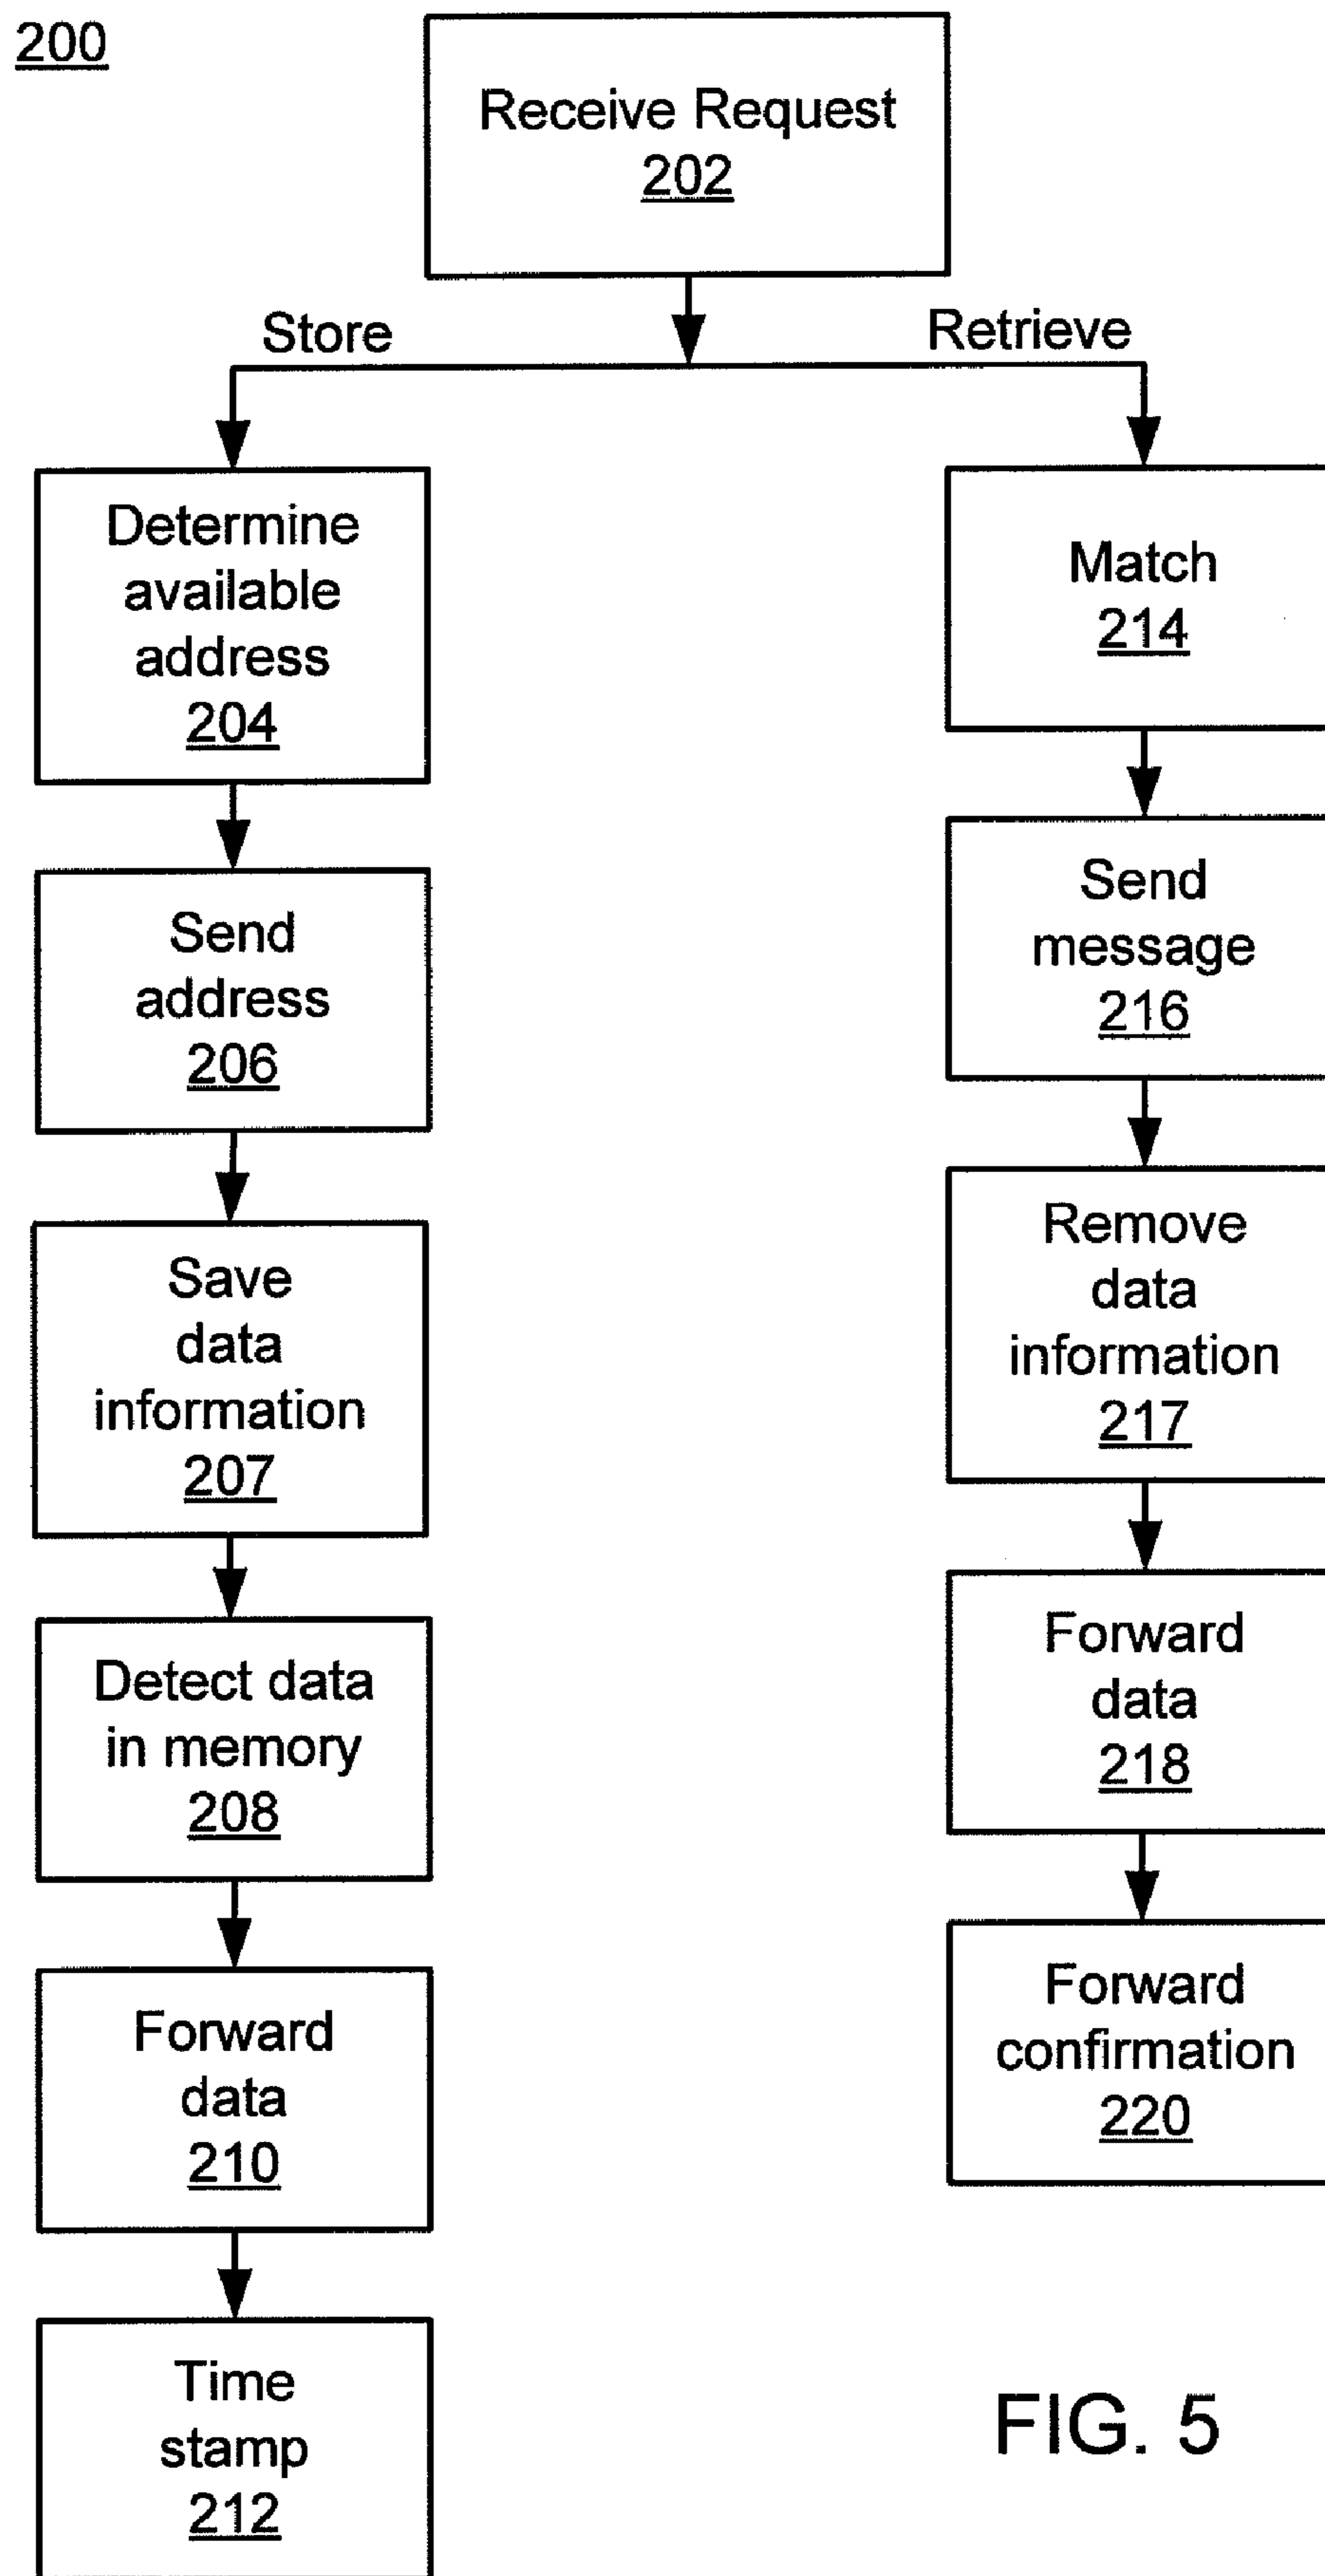 200
Receive Request
202
Store
Retrieve
Determine
available
address
204
Send
address
206
Save
data
information
207
Detect data
in memory
208
Forward
data
210
Time
stamp
212
Match
214
Send
message
216
Remove
data
information
217
Forward
data
218
Forward
confirmation
220
FIG. 5